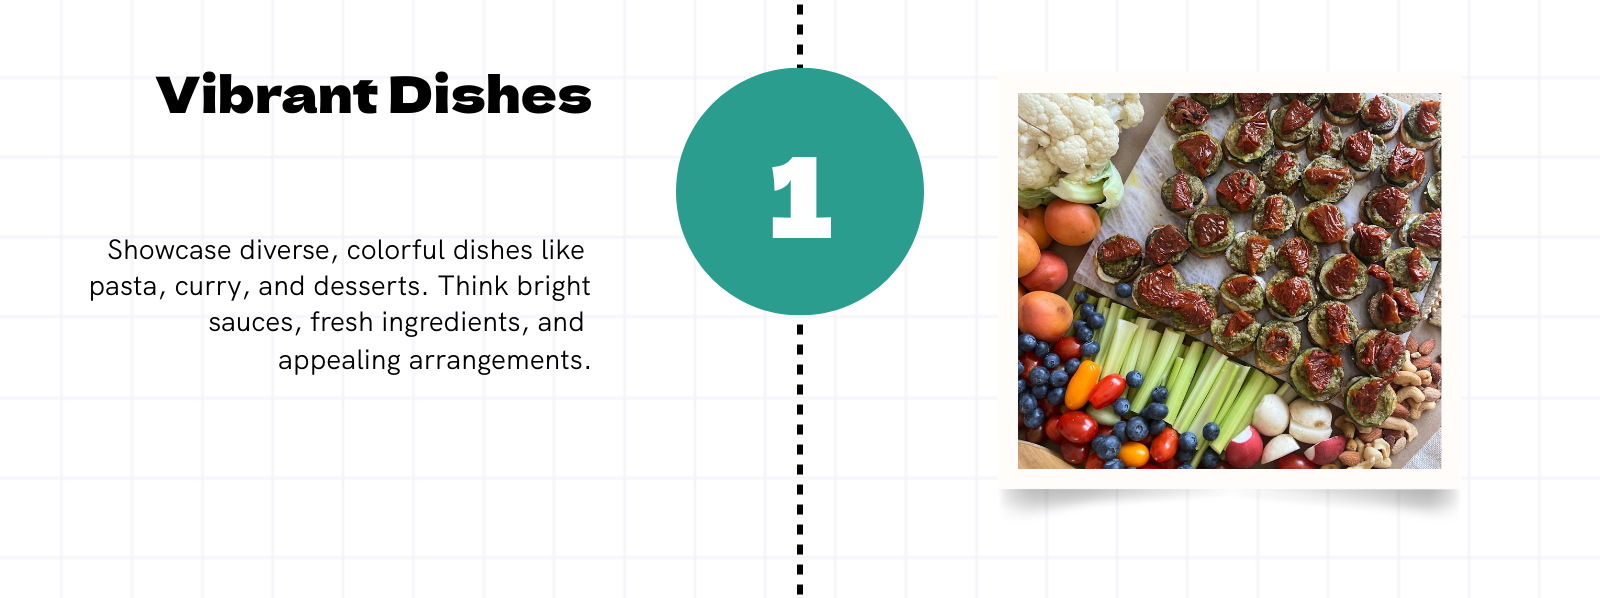 Vibrant Dishes
Showcase diverse, colorful dishes like
pasta, curry, and desserts. Think bright
sauces, fresh ingredients, and
appealing arrangements.
1